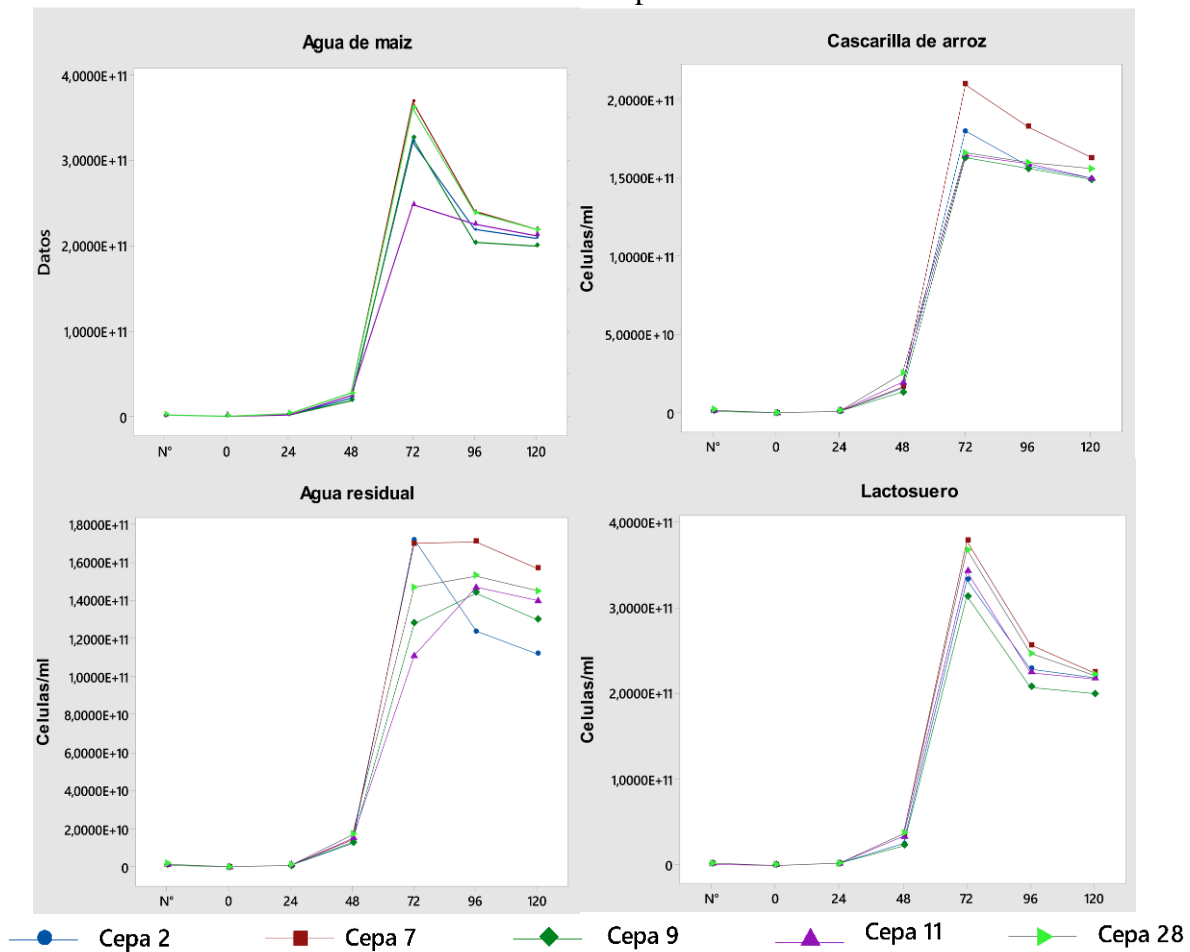 Agua de maiz
Datos
4,0000E+11
3,0000E+11
2,0000E+11
1,0000E+11
0
N° 0 24 48 72 96 120
Cascarilla de arroz
Celulas/ml
2,0000E+11
1,5000E+11
1,0000E+11
5,0000E+10
0
N° 0 24 48 72 96 120
Agua residual
Celulas/ml
1,8000E+11
1,6000E+11
1,4000E+11
1,2000E+11
1,0000E+11
8,0000E+10
6,0000E+10
4,0000E+10
2,0000E+10
0
N° 0 24 48 72 96 120
Lactosuero
Celulas/ml
4,0000E+11
3,0000E+11
2,0000E+11
1,0000E+11
0
N° 0 24 48 72 96 120
Cepa 2 Cepa 7 Cepa 9 Cepa 11 Cepa 28